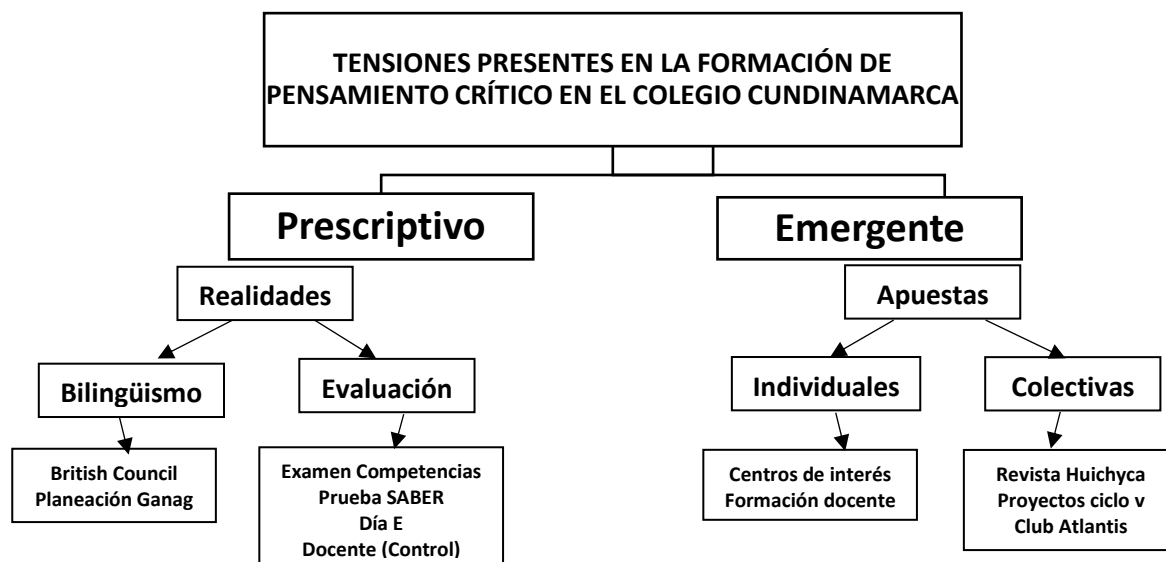 TENSIONES PRESENTES EN LA FORMACIÓN DE
PENSAMIENTO CRÍTICO EN EL COLEGIO CUNDINAMARCA
Prescriptivo
Emergente
Realidades
Apuestas
Bilingüismo
Evaluación
Individuales
Colectivas
British Council
Planeación Ganag
Examen Competencias
Prueba SABER
Día E
Docente (Control)
Centros de interés
Formación docente
Revista Huichyca
Proyectos ciclo v
Club Atlantis